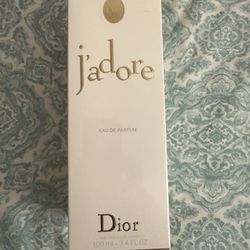 j'adore
EAU DE PARFUM
Dior
100 ml - 3.4 FL.OZ